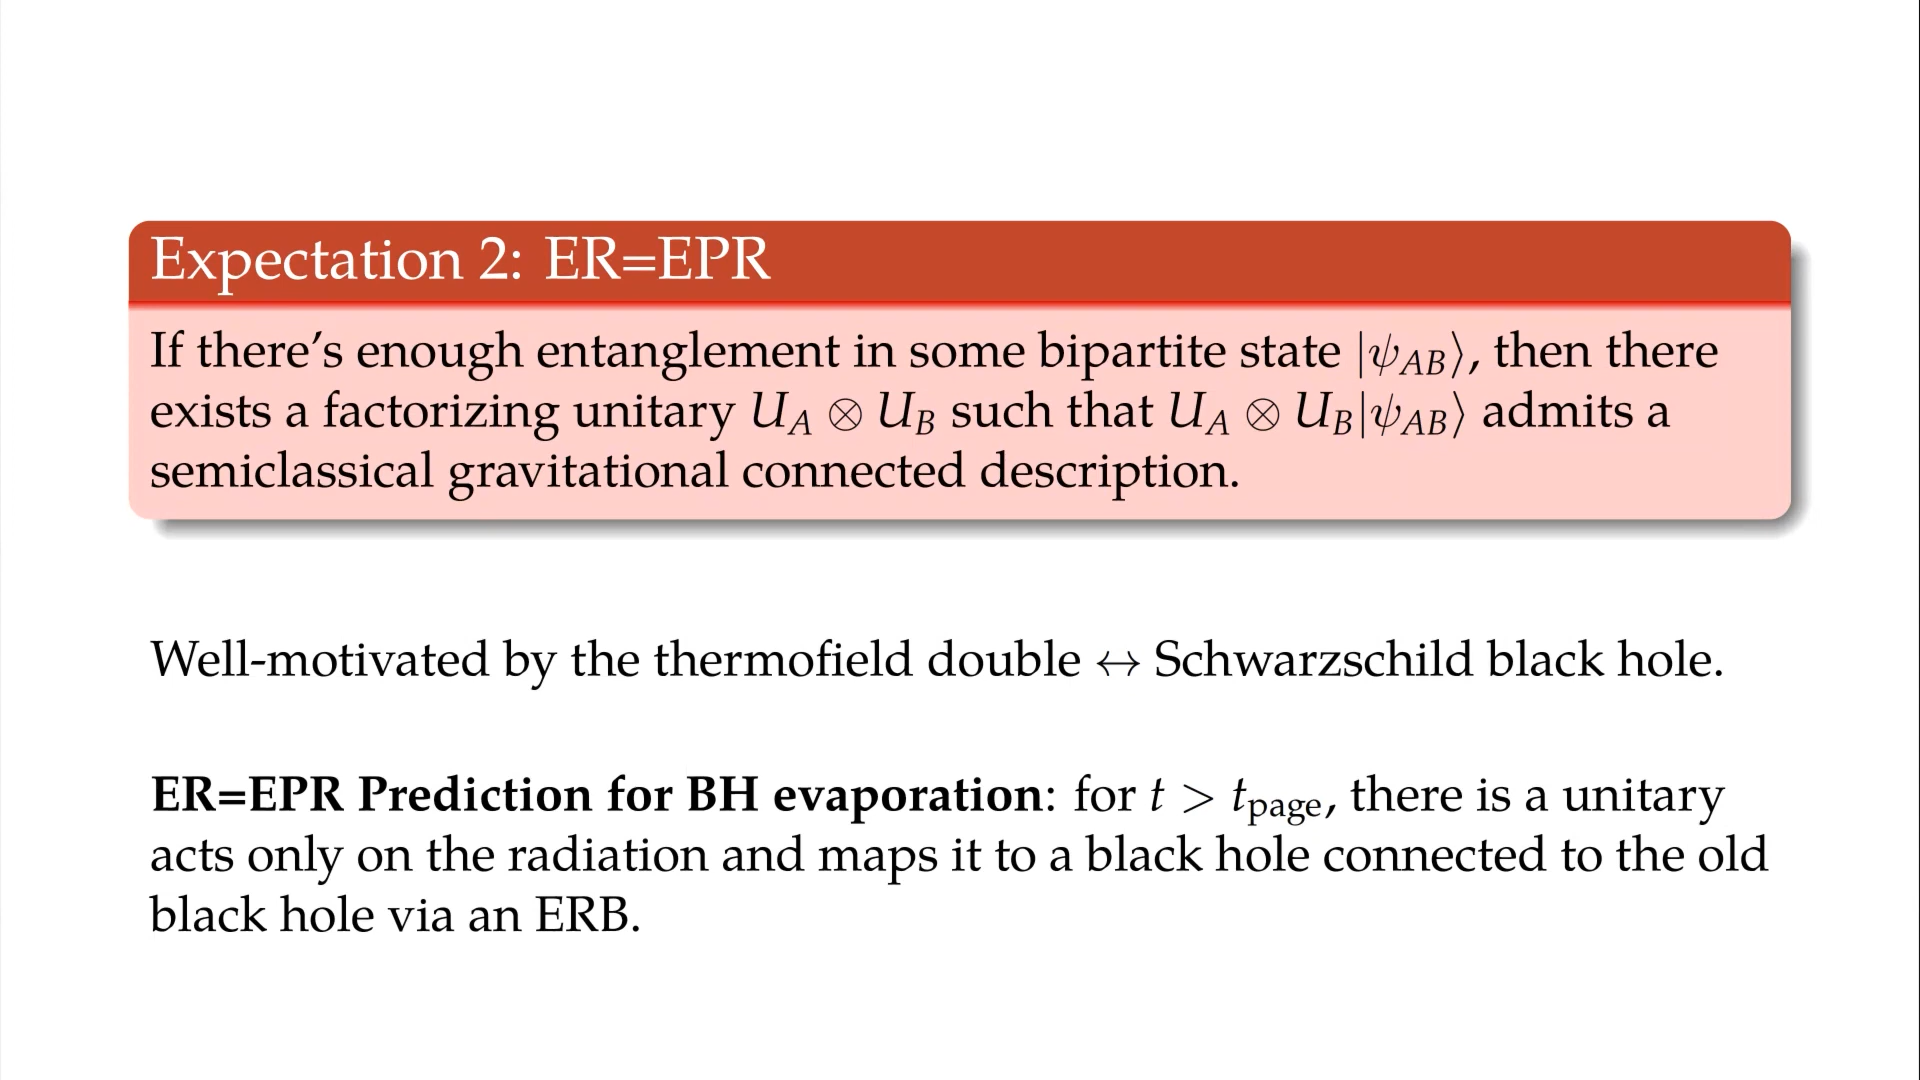 Expectation 2: ER=EPR
If there’s enough entanglement in some bipartite state |ψ_AB⟩, then there
exists a factorizing unitary U_A ⊗ U_B such that U_A ⊗ U_B|ψ_AB⟩ admits a
semiclassical gravitational connected description.
Well-motivated by the thermofield double ↔ Schwarzschild black hole.
ER=EPR Prediction for BH evaporation: for t > t_page, there is a unitary
acts only on the radiation and maps it to a black hole connected to the old
black hole via an ERB.